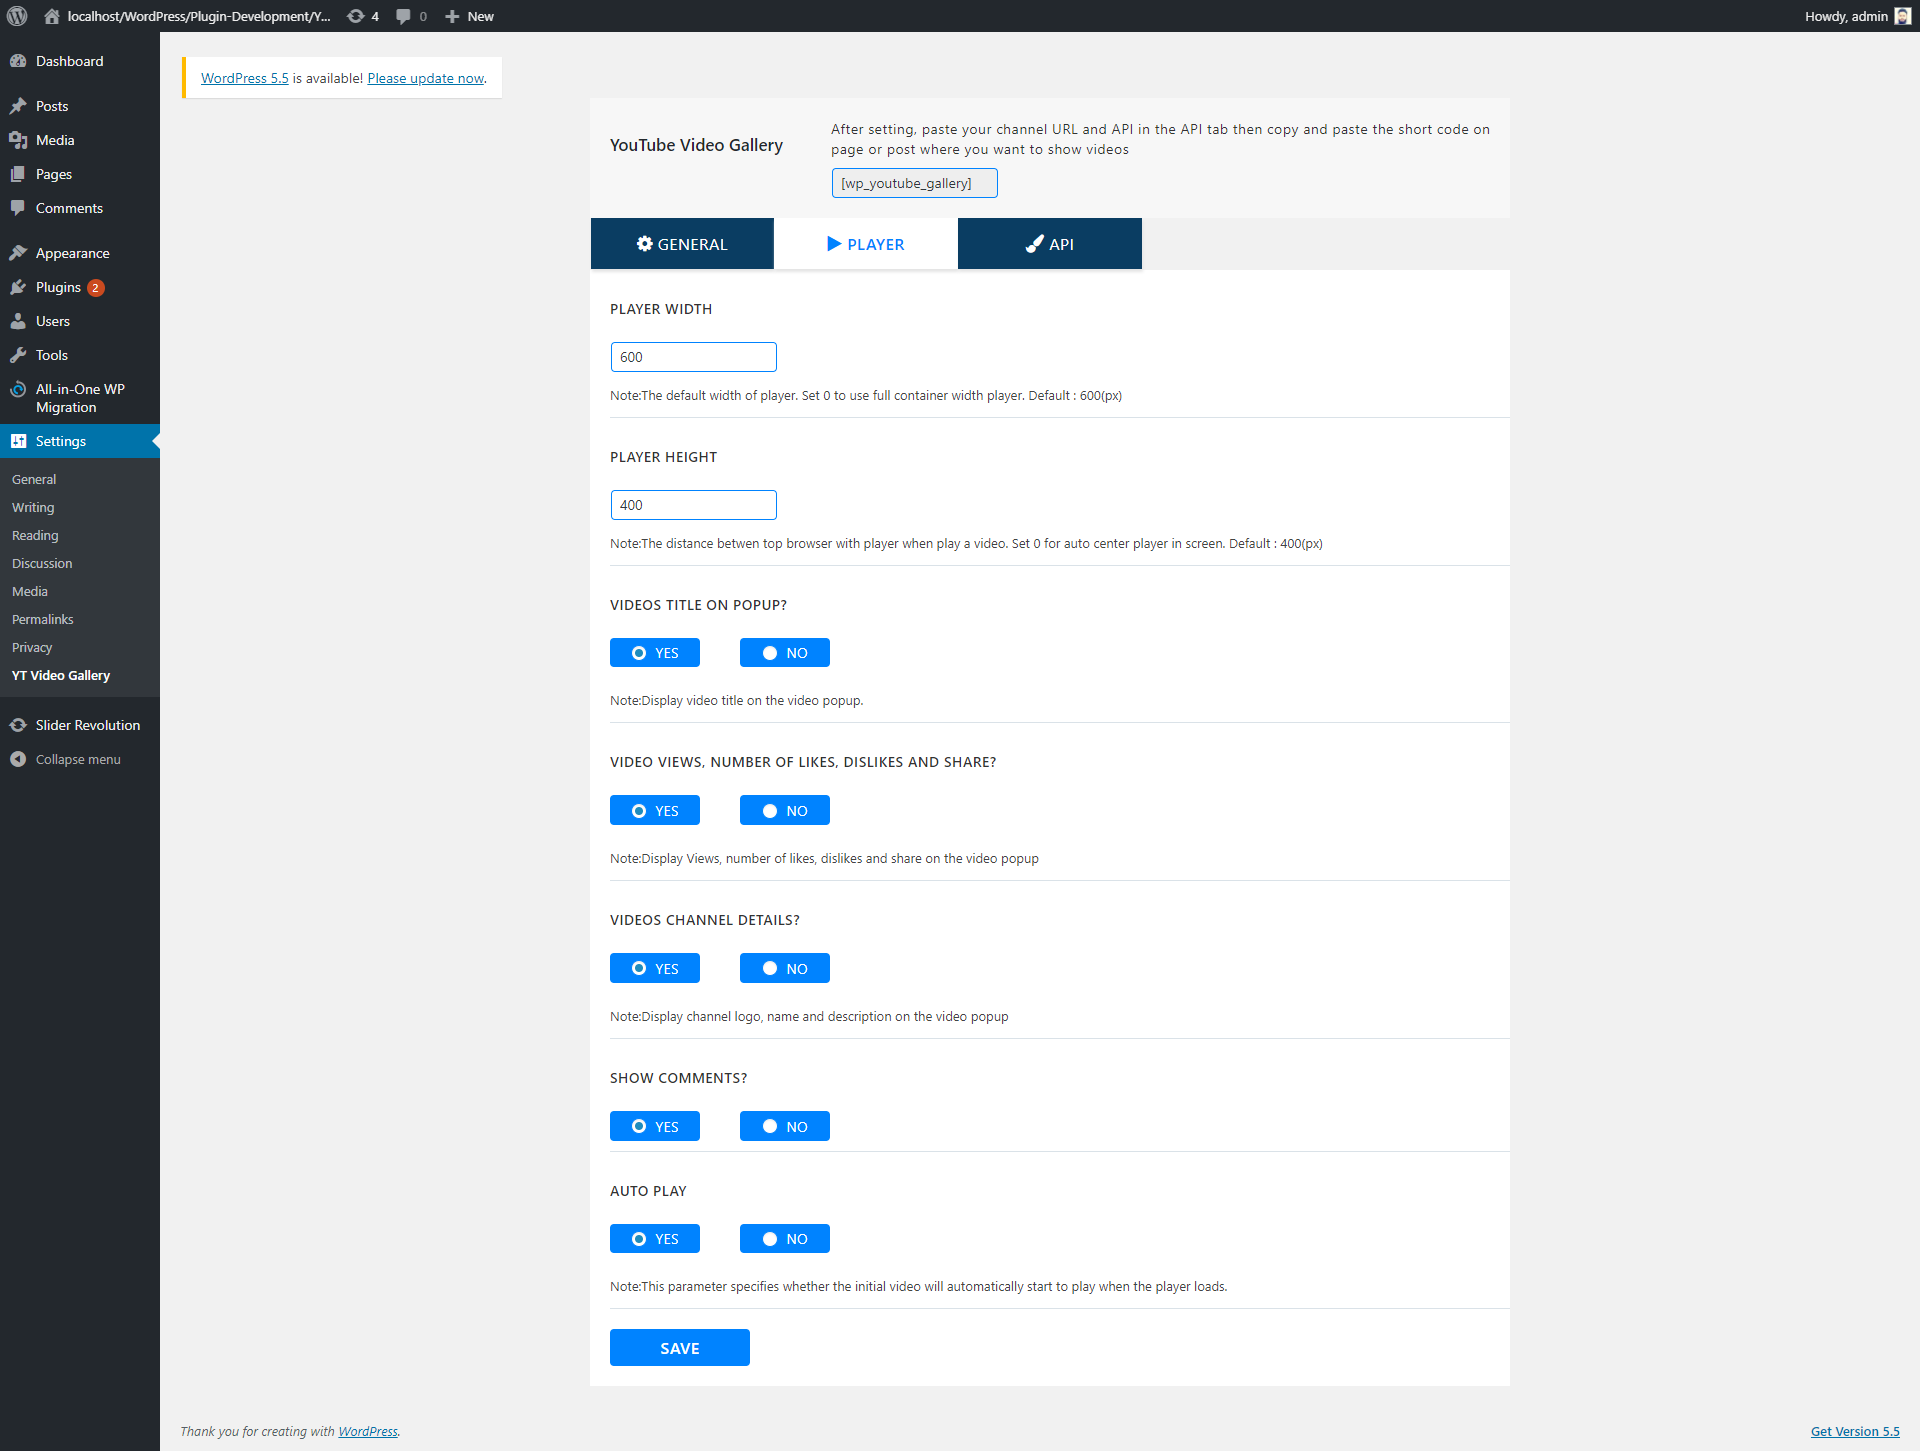 localhost/WordPress/Plugin-Development/Y... 4 0 New
Howdy, admin
Dashboard
Posts
Media
Pages
Comments
Appearance
Plugins 2
Users
Tools
All-in-One WP
Migration
Settings
General
Writing
Reading
Discussion
Media
Permalinks
Privacy
YT Video Gallery
Slider Revolution
Collapse menu
WordPress 5.5 is available! Please update now.
YouTube Video Gallery
After setting, paste your channel URL and API in the API tab then copy and paste the short code on
page or post where you want to show videos
[wp_youtube_gallery]
GENERAL
PLAYER
API
PLAYER WIDTH
600
Note:The default width of player. Set 0 to use full container width player. Default : 600(px)
PLAYER HEIGHT
400
Note:The distance betwen top browser with player when play a video. Set 0 for auto center player in screen. Default : 400(px)
VIDEOS TITLE ON POPUP?
YES NO
Note:Display video title on the video popup.
VIDEO VIEWS, NUMBER OF LIKES, DISLIKES AND SHARE?
YES NO
Note:Display Views, number of likes, dislikes and share on the video popup
VIDEOS CHANNEL DETAILS?
YES NO
Note:Display channel logo, name and description on the video popup
SHOW COMMENTS?
YES NO
AUTO PLAY
YES NO
Note:This parameter specifies whether the initial video will automatically start to play when the player loads.
SAVE
Thank you for creating with WordPress.
Get Version 5.5